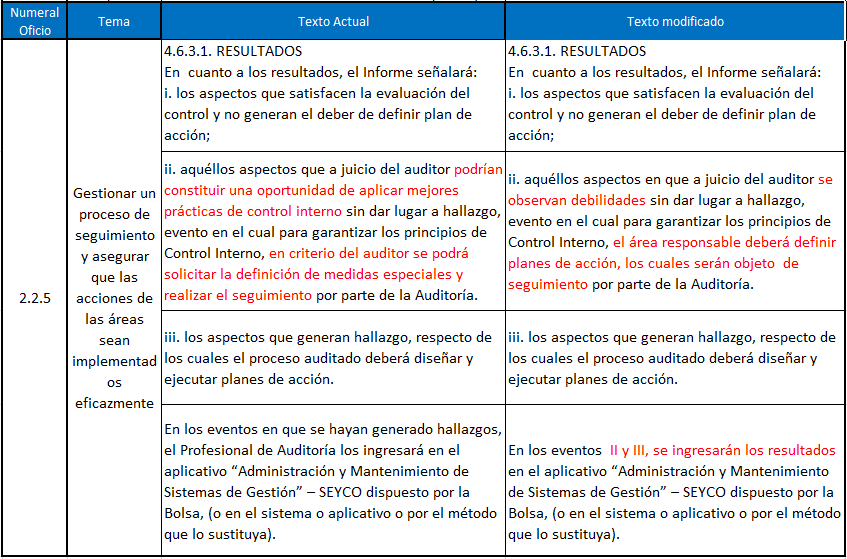 Numeral
Oficio
Tema
Texto Actual
Texto modificado
2.2.5
Gestionar un
proceso de
seguimiento
y asegurar
que las
acciones de
las áreas
sean
implementad
os
eficazmente
4.6.3.1. RESULTADOS
En cuanto a los resultados, el Informe señalará:
i. los aspectos que satisfacen la evaluación del
control y no generan el deber de definir plan de
acción;
4.6.3.1. RESULTADOS
En cuanto a los resultados, el Informe señalará:
i. los aspectos que satisfacen la evaluación del
control y no generan el deber de definir plan de
acción;
ii. aquéllos aspectos que a juicio del auditor podrían
constituir una oportunidad de aplicar mejores
prácticas de control interno sin dar lugar a hallazgo,
evento en el cual para garantizar los principios de
Control Interno, en criterio del auditor se podrá
solicitar la definición de medidas especiales y
realizar el seguimiento por parte de la Auditoría.
ii. aquéllos aspectos en que a juicio del auditor se
observan debilidades sin dar lugar a hallazgo,
evento en el cual para garantizar los principios de
Control Interno, el área responsable deberá definir
planes de acción, los cuales serán objeto de
seguimiento por parte de la Auditoría.
iii. los aspectos que generan hallazgo, respecto de
los cuales el proceso auditado deberá diseñar y
ejecutar planes de acción.
iii. los aspectos que generan hallazgo, respecto de
los cuales el proceso auditado deberá diseñar y
ejecutar planes de acción.
En los eventos en que se hayan generado hallazgos,
el Profesional de Auditoría los ingresará en el
aplicativo “Administración y Mantenimiento de
Sistemas de Gestión” – SEYCO dispuesto por la
Bolsa, (o en el sistema o aplicativo o por el método
que lo sustituya).
En los eventos II y III, se ingresarán los resultados
en el aplicativo “Administración y Mantenimiento
de Sistemas de Gestión” – SEYCO dispuesto por la
Bolsa, (o en el sistema o aplicativo o por el método
que lo sustituya).